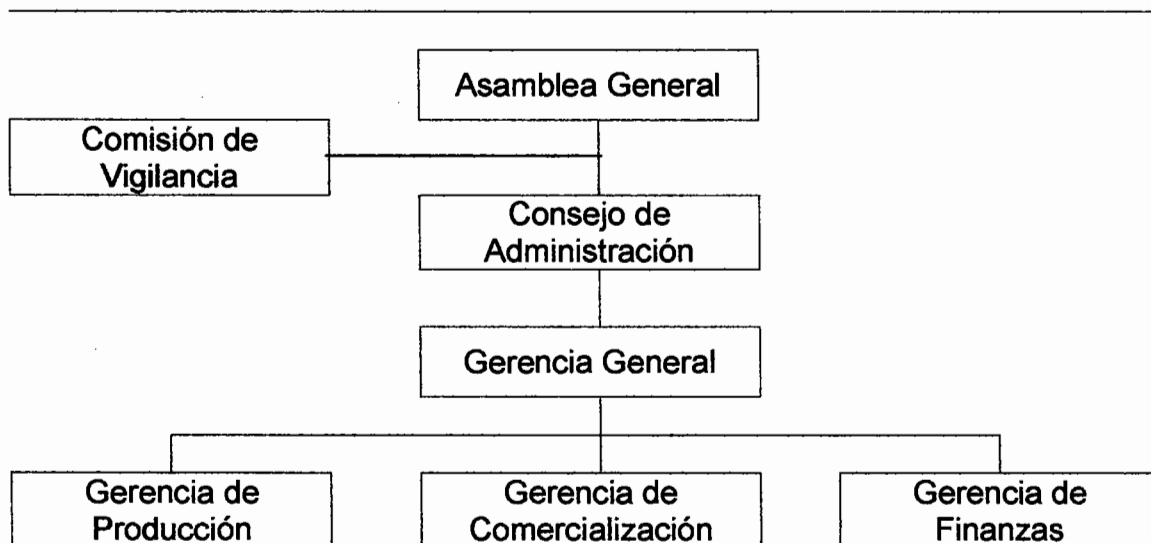 Asamblea General
Comisión de
Vigilancia
Consejo de
Administración
Gerencia General
Gerencia de
Producción
Gerencia de
Comercialización
Gerencia de
Finanzas